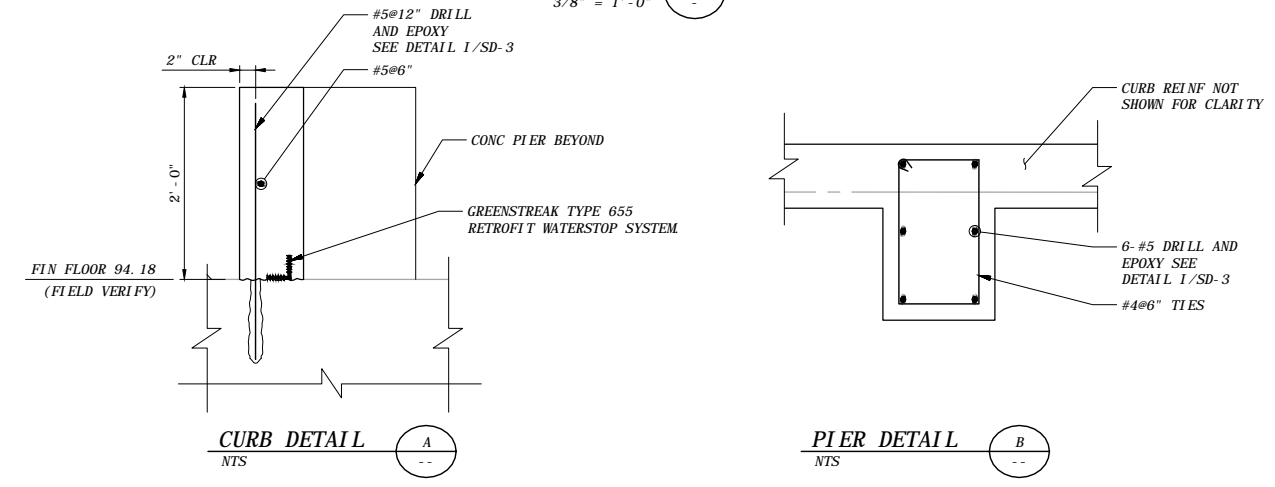 3/8" = 1'-0"
-
#5@12" DRILL
AND EPOXY
SEE DETAIL I/SD-3
2" CLR
#5@6"
CONC PIER BEYOND
2'-0"
GREENSTREAK TYPE 655
RETROFIT WATERSTOP SYSTEM.
FIN FLOOR 94.18
(FIELD VERIFY)
CURB DETAIL
NTS
A
--
CURB REINF NOT
SHOWN FOR CLARITY
6-#5 DRILL AND
EPOXY SEE
DETAIL I/SD-3
#4@6" TIES
PIER DETAIL
NTS
B
--